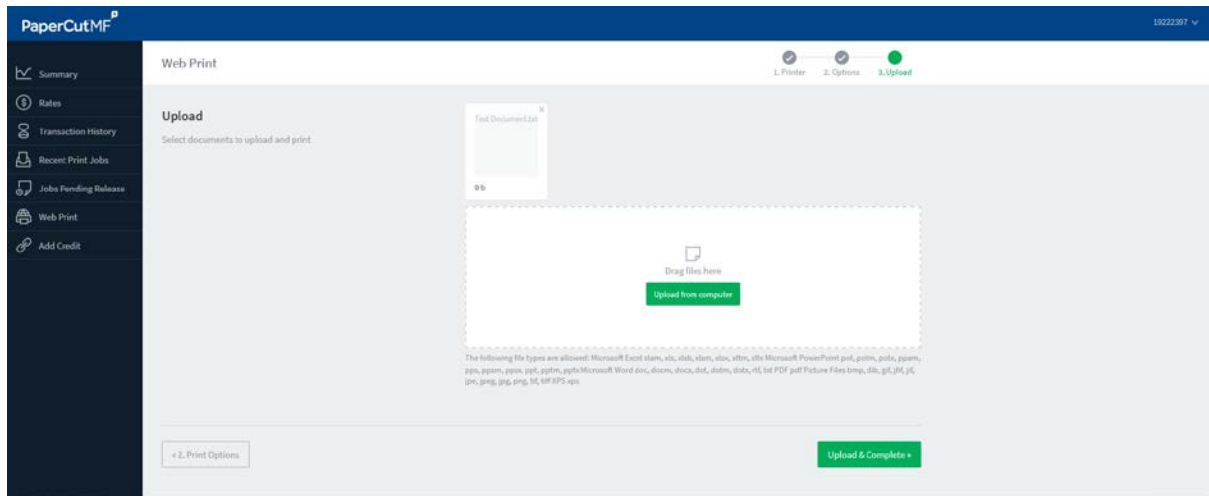 PaperCutMF
19222397
Summary
Rates
Transaction History
Recent Print Jobs
Jobs Pending Release
Web Print
Add Credit
Web Print
1. Printer
2. Options
3. Upload
Upload
Select documents to upload and print
Test Document.txt
0 b
Drag files here
Upload from computer
The following file types are allowed: Microsoft Excel xlam, xls, xlsb, xlsm, xlsx, xltm, xltx Microsoft PowerPoint pot, potm, potx, ppam,
pps, ppsm, ppsx, ppt, pptm, pptx Microsoft Word doc, docm, docx, dot, dotm, dotx, rtf, txt PDF pdf Picture Files bmp, dib, gif, jfif, jif,
jpe, jpeg, jpg, png, tif, tiff XPS xps
« 2. Print Options
Upload & Complete »